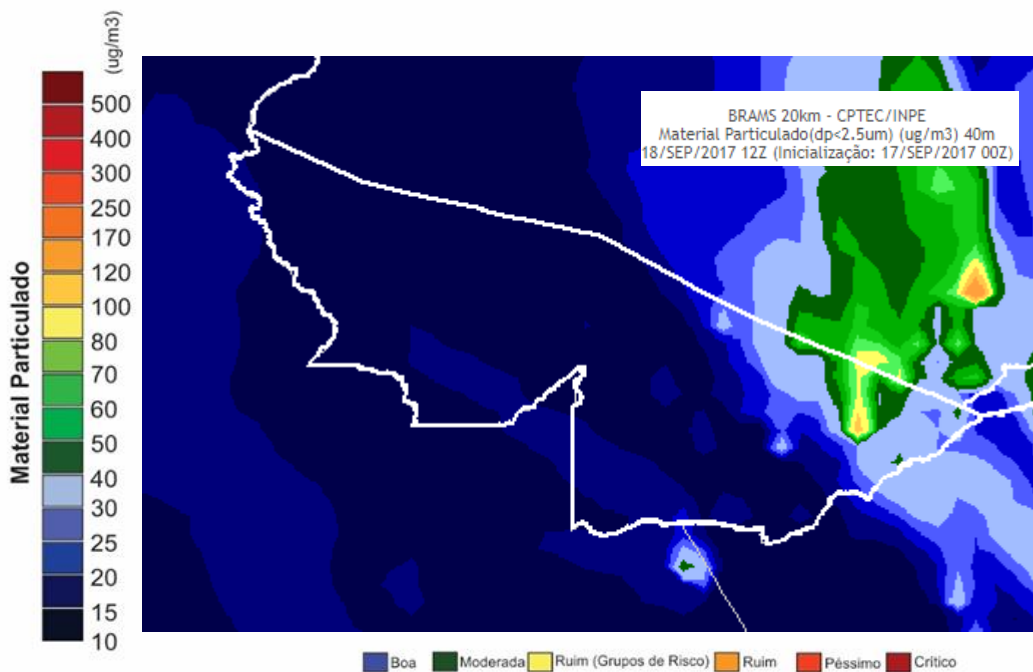 (ug/m3)
Material Particulado
500
400
300
250
170
120
100
80
70
60
50
40
30
25
20
15
10
BRAMS 20km - CPTEC/INPE
Material Particulado(dp<2.5um) (ug/m3) 40m
18/SEP/2017 12Z (Inicialização: 17/SEP/2017 00Z)
Boa Moderada Ruim (Grupos de Risco) Ruim Péssimo Crítico